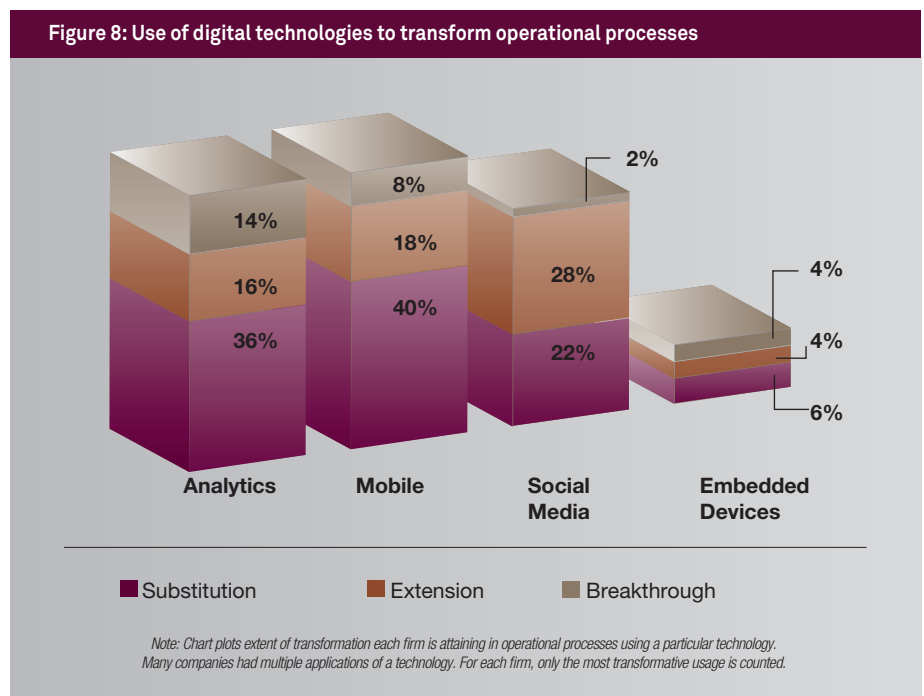 Figure 8: Use of digital technologies to transform operational processes
2%
14%
8%
16%
18%
28%
4%
36%
40%
22%
4%
6%
Analytics
Mobile
Social
Media
Embedded
Devices
Substitution
Extension
Breakthrough
Note: Chart plots extent of transformation each firm is attaining in operational processes using a particular technology.
Many companies had multiple applications of a technology. For each firm, only the most transformative usage is counted.